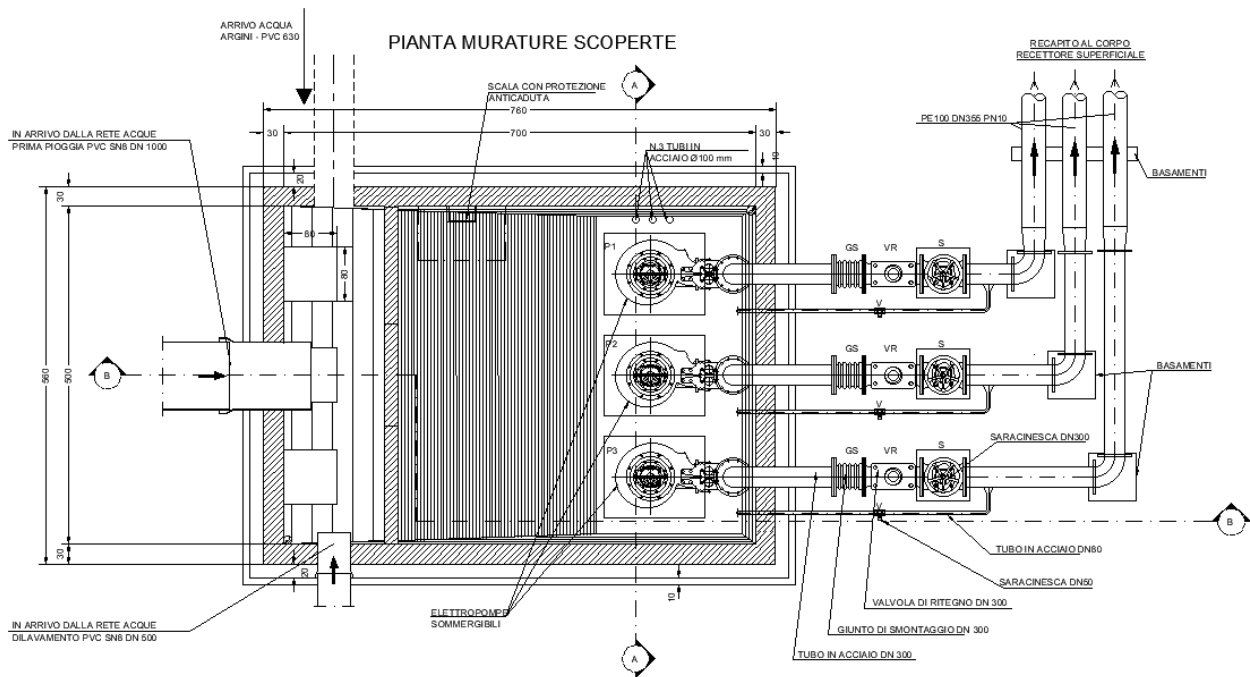 ARRIVO ACQUA
ARGINI - PVC 630
PIANTA MURATURE SCOPERTE
RECAPITO AL CORPO
RECETTORE SUPERFICIALE
A
SCALA CON PROTEZIONE
ANTICADUTA
760
IN ARRIVO DALLA RETE ACQUE
PRIMA PIOGGIA PVC SN8 DN 1000
30
700
30
N.3 TUBI IN
ACCIAIO Ø 100 mm
PE100 DN355 PN10
BASAMENTI
10
20
30
560
500
80
80
P1
GS
VR
S
V
B
P2
GS
VR
S
V
BASAMENTI
P3
GS
VR
S
SARACINESCA DN300
V
B
30
20
10
TUBO IN ACCIAIO DN80
SARACINESCA DN50
VALVOLA DI RITEGNO DN 300
GIUNTO DI SMONTAGGIO DN 300
TUBO IN ACCIAIO DN 300
ELETTROPOMPE
SOMMERGIBILI
IN ARRIVO DALLA RETE ACQUE
DILAVAMENTO PVC SN8 DN 500
A